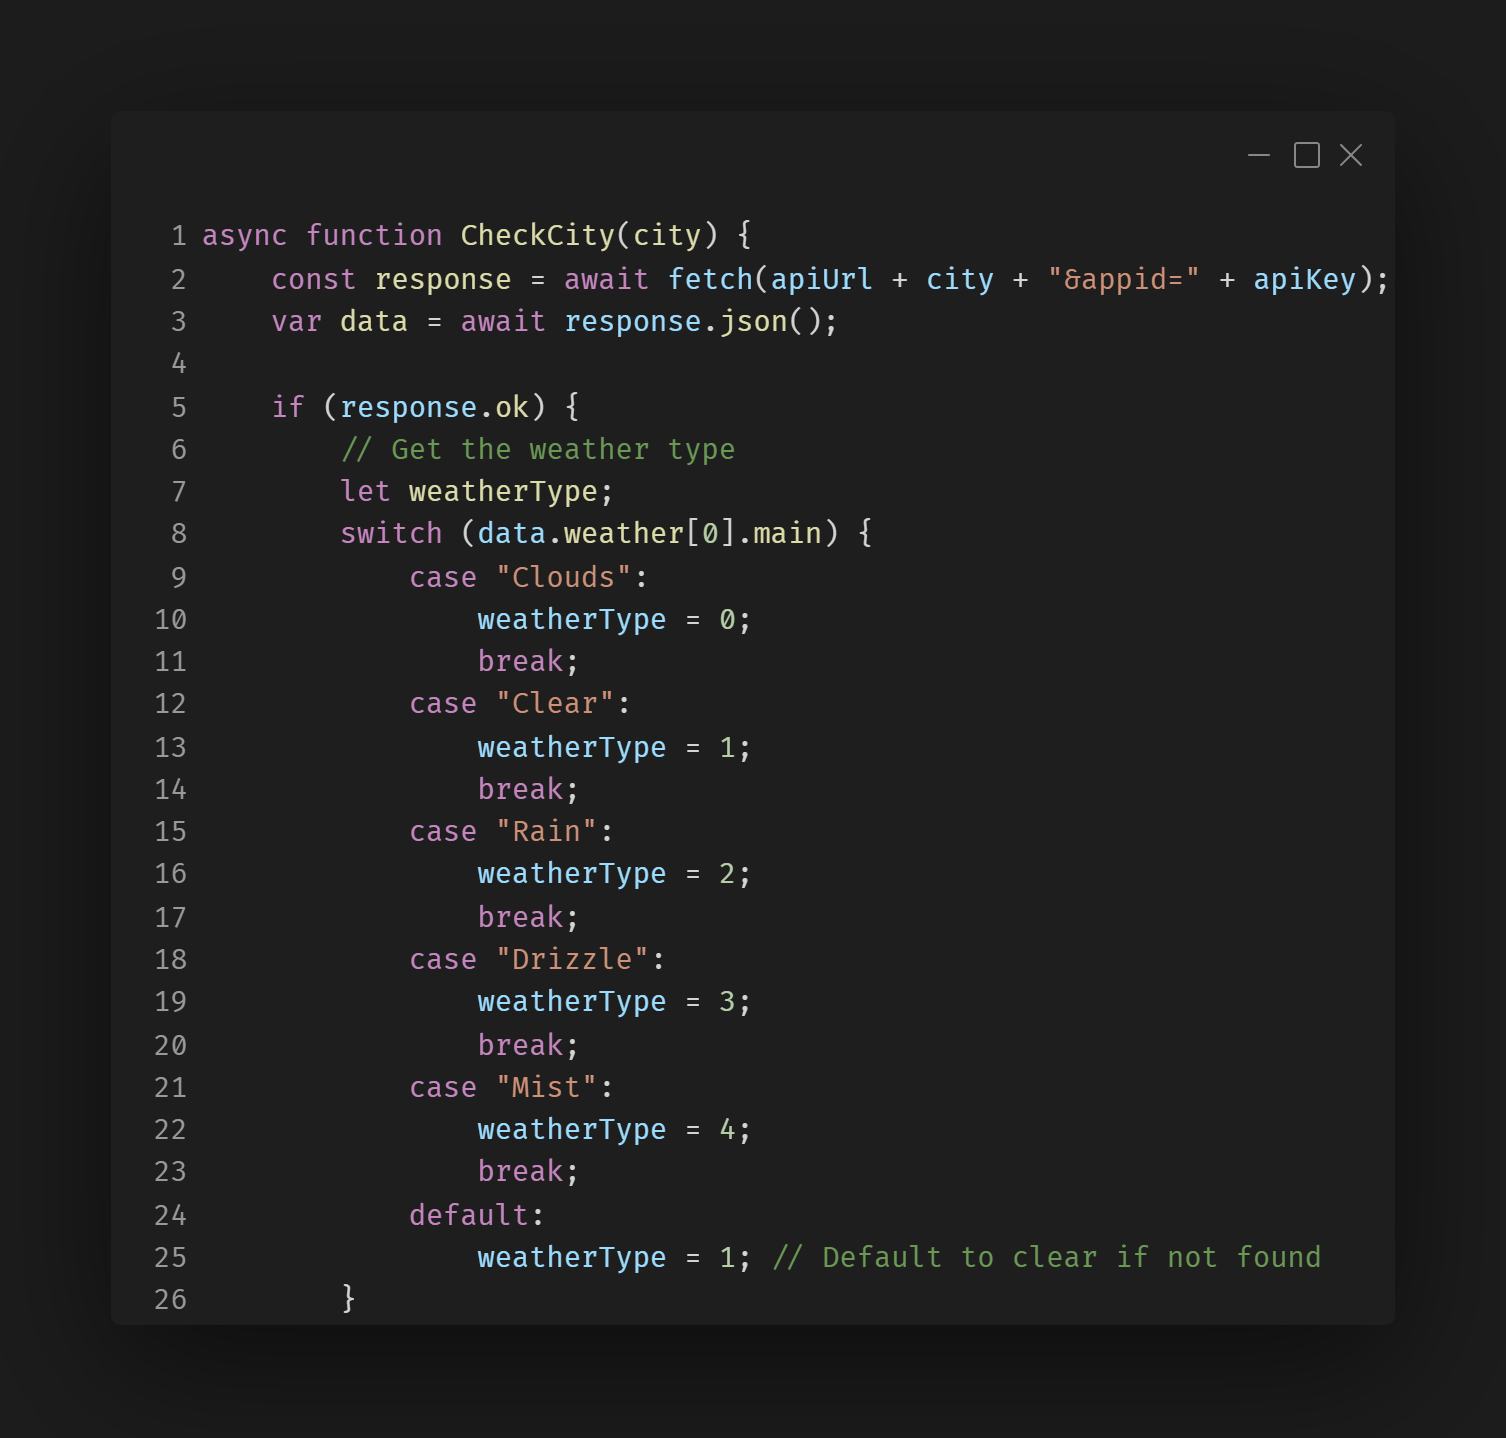 1 async function CheckCity(city) {
2     const response = await fetch(apiUrl + city + "&appid=" + apiKey);
3     var data = await response.json();
4
5     if (response.ok) {
6         // Get the weather type
7         let weatherType;
8         switch (data.weather[0].main) {
9             case "Clouds":
10                 weatherType = 0;
11                 break;
12             case "Clear":
13                 weatherType = 1;
14                 break;
15             case "Rain":
16                 weatherType = 2;
17                 break;
18             case "Drizzle":
19                 weatherType = 3;
20                 break;
21             case "Mist":
22                 weatherType = 4;
23                 break;
24             default:
25                 weatherType = 1; // Default to clear if not found
26         }